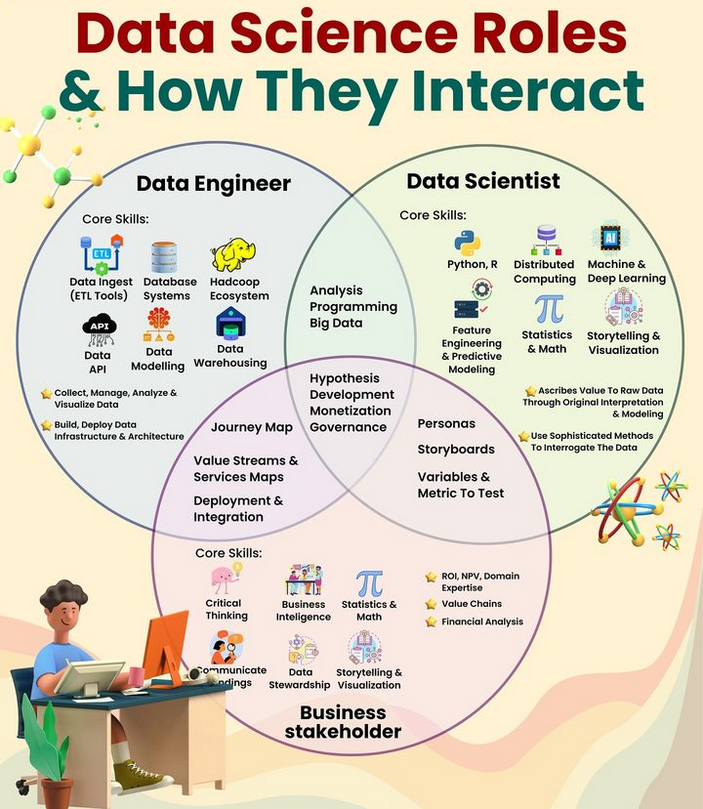 Data Science Roles
& How They Interact
Data Engineer
Core Skills:
ETL
Data Ingest
(ETL Tools)
Database
Systems
Hadcoop
Ecosystem
API
Data
API
Data
Modelling
Data
Warehousing
Collect, Manage, Analyze &
Visualize Data
Build, Deploy Data
Infrastructure & Architecture
Analysis
Programming
Big Data
Data Scientist
Core Skills:
Python, R
Distributed
Computing
AI
Machine &
Deep Learning
Feature
Engineering
& Predictive
Modeling
π
Statistics
& Math
Storytelling &
Visualization
Ascribes Value To Raw Data
Through Original Interpretation
& Modeling
Use Sophisticated Methods
To Interrogate The Data
Hypothesis
Development
Monetization
Governance
Journey Map
Value Streams &
Services Maps
Deployment &
Integration
Personas
Storyboards
Variables &
Metric To Test
Core Skills:
Critical
Thinking
Business
Inteligence
π
Statistics &
Math
Communicate
Data
Stewardship
Storytelling &
Visualization
ROI, NPV, Domain
Expertise
Value Chains
Financial Analysis
Business
stakeholder